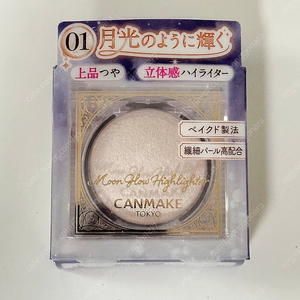 01 月光のように輝く
上品つや × 立体感ハイライター
ベイクド製法
繊細パール高配合
Moon Glow Highlighter
CANMAKE
TOKYO